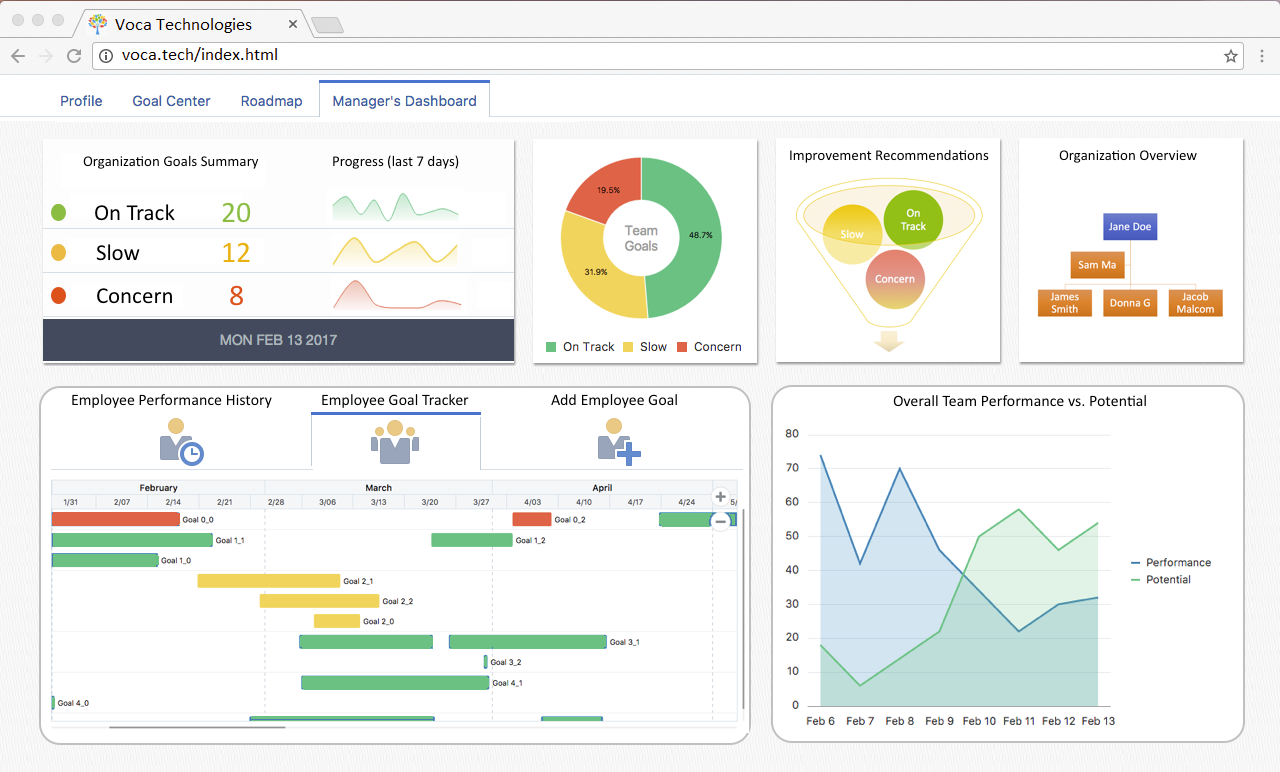 Voca Technologies
voca.tech/index.html
Profile
Goal Center
Roadmap
Manager's Dashboard
Organization Goals Summary
Progress (last 7 days)
On Track 20
Slow 12
Concern 8
MON FEB 13 2017
19.5%
48.7%
31.9%
Team
Goals
On Track
Slow
Concern
Improvement Recommendations
On
Track
Slow
Concern
Organization Overview
Jane Doe
Sam Ma
James
Smith
Donna G
Jacob
Malcom
Employee Performance History
Employee Goal Tracker
Add Employee Goal
February
March
April
1/31 2/07 2/14 2/21 2/28 3/06 3/13 3/20 3/27 4/03 4/10 4/17 4/24 5/
Goal 0_0
Goal 0_2
Goal 1_1
Goal 1_2
Goal 1_0
Goal 2_1
Goal 2_2
Goal 2_0
Goal 3_1
Goal 3_2
Goal 4_1
Goal 4_0
Overall Team Performance vs. Potential
80
70
60
50
40
30
20
10
0
Feb 6 Feb 7 Feb 8 Feb 9 Feb 10 Feb 11 Feb 12 Feb 13
Performance
Potential